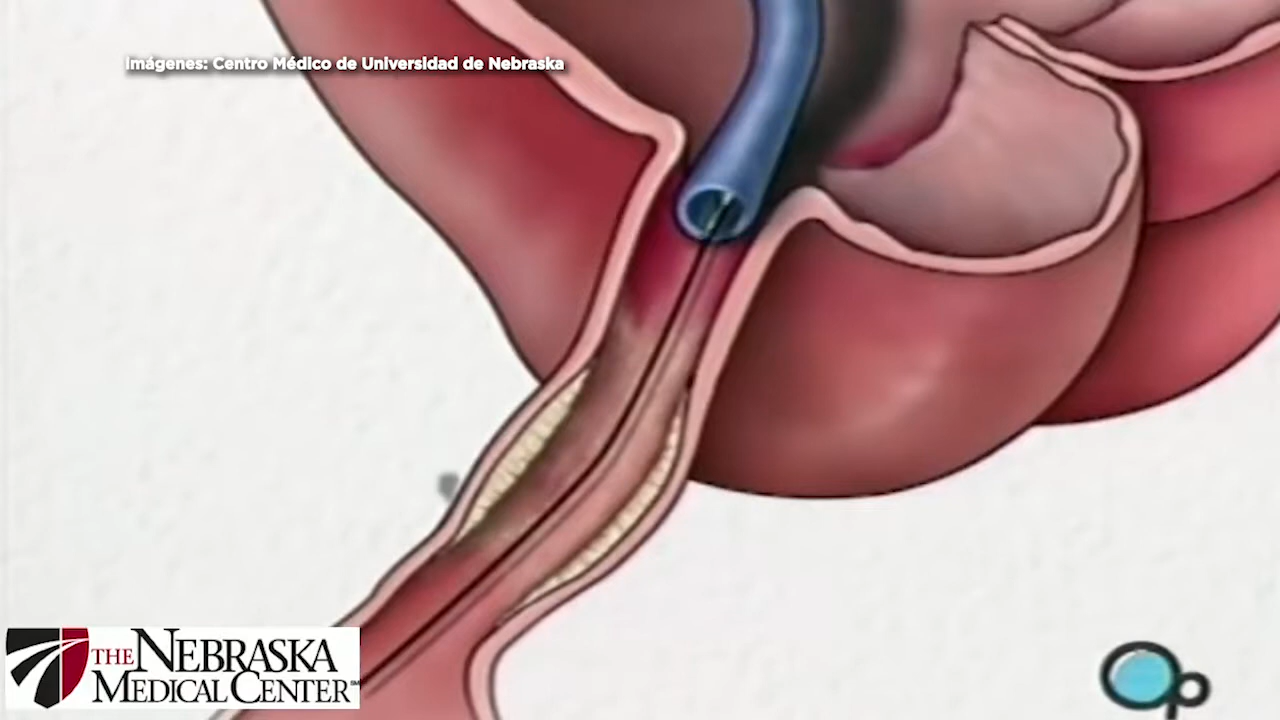 Imágenes: Centro Médico de Universidad de Nebraska
THE NEBRASKA
MEDICAL CENTER